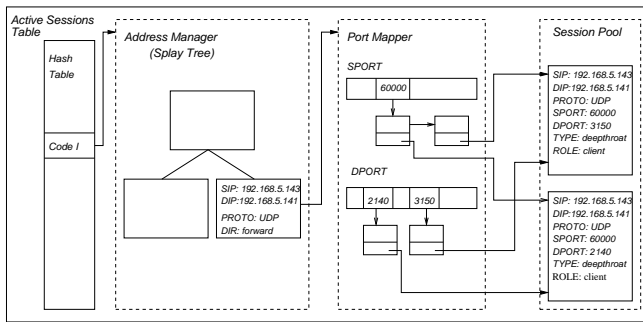 Active Sessions
Table
Hash
Table
Code I
Address Manager
(Splay Tree)
SIP: 192.168.5.143
DIP:192.168.5.141
PROTO: UDP
DIR: forward
Port Mapper
SPORT
60000
DPORT
2140
3150
Session Pool
SIP: 192.168.5.143
DIP:192.168.5.141
PROTO: UDP
SPORT: 60000
DPORT: 3150
TYPE: deepthroat
ROLE: client
SIP: 192.168.5.143
DIP:192.168.5.141
PROTO: UDP
SPORT: 60000
DPORT: 2140
TYPE: deepthroat
ROLE: client